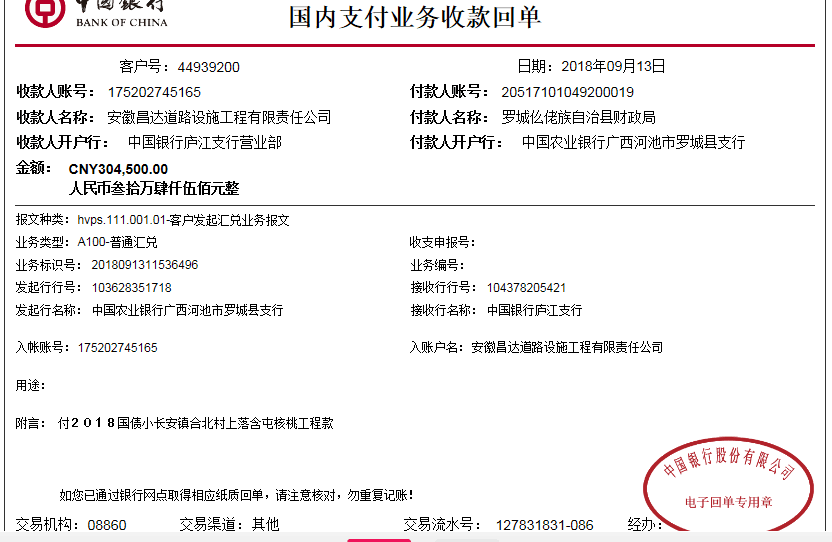 中国银行
BANK OF CHINA
国内支付业务收款回单
客户号：44939200 日期：2018年09月13日
收款人账号：175202745165 付款人账号：20517101049200019
收款人名称：安徽昌达道路设施工程有限责任公司 付款人名称：罗城仫佬族自治县财政局
收款人开户行：中国银行庐江支行营业部 付款人开户行：中国农业银行广西河池市罗城县支行
金额：CNY304,500.00
人民币叁拾万肆仟伍佰元整
报文种类：hvps.111.001.01-客户发起汇兑业务报文
业务类型：A100-普通汇兑 收支申报号：
业务标识号：2018091311536496 业务编号：
发起行行号：103628351718 接收行行号：104378205421
发起行名称：中国农业银行广西河池市罗城县支行 接收行名称：中国银行庐江支行
入帐账号：175202745165 入账户名：安徽昌达道路设施工程有限责任公司
用途：
附言：付２０１８国债小长安镇合北村上落含屯核桃工程款
中国银行股份有限公司
电子回单专用章
如您已通过银行网点取得相应纸质回单，请注意核对，勿重复记账！
交易机构：08860 交易渠道：其他 交易流水号：127831831-086 经办：